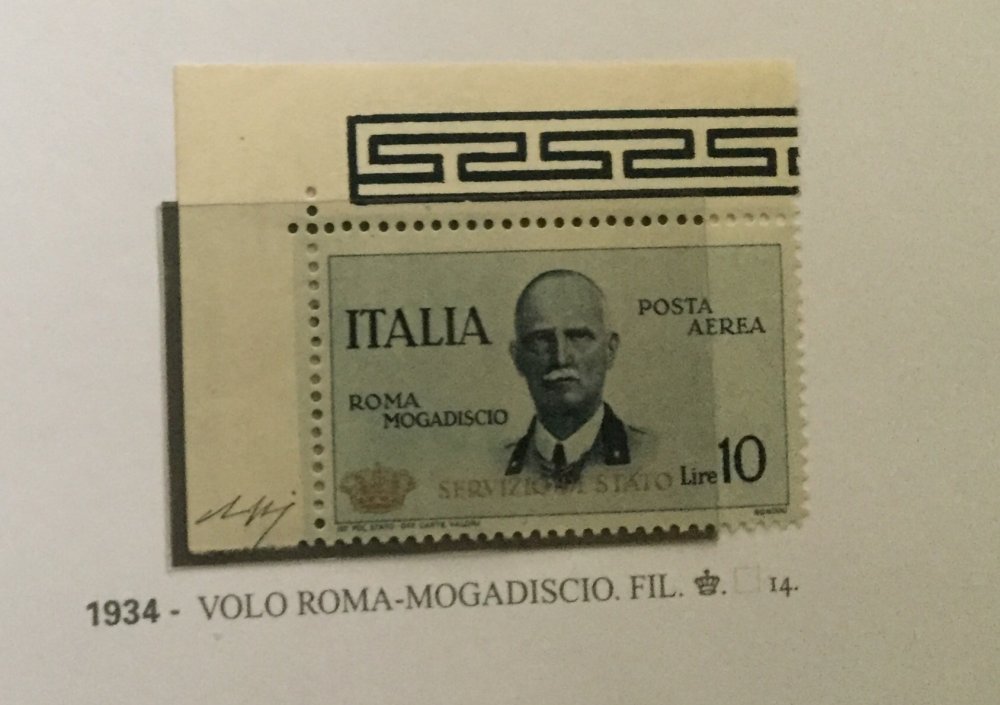 ITALIA
POSTA
AEREA
ROMA
MOGADISCIO
SERVIZIO DI STATO
Lire 10
1934 - VOLO ROMA-MOGADISCIO. FIL. . 14.